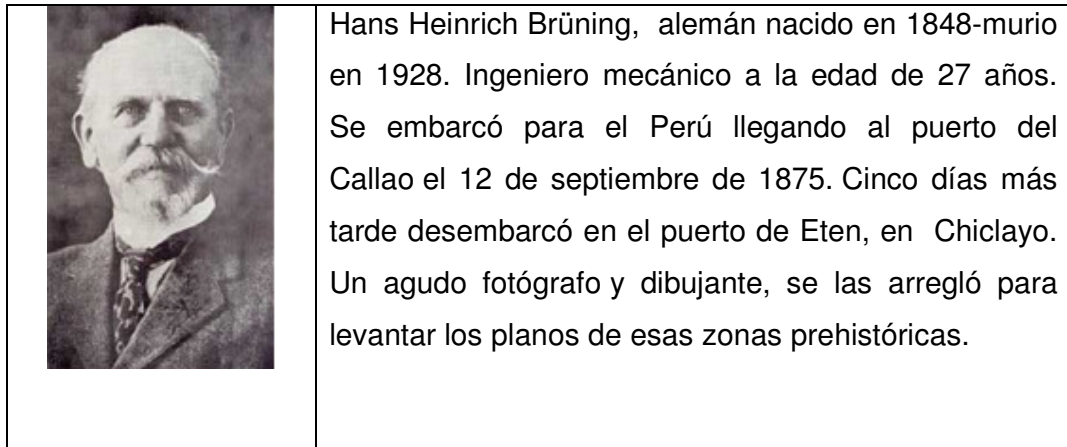 Hans Heinrich Brüning, alemán nacido en 1848-murio
en 1928. Ingeniero mecánico a la edad de 27 años.
Se embarcó para el Perú llegando al puerto del
Callao el 12 de septiembre de 1875. Cinco días más
tarde desembarcó en el puerto de Eten, en Chiclayo.
Un agudo fotógrafo y dibujante, se las arregló para
levantar los planos de esas zonas prehistóricas.